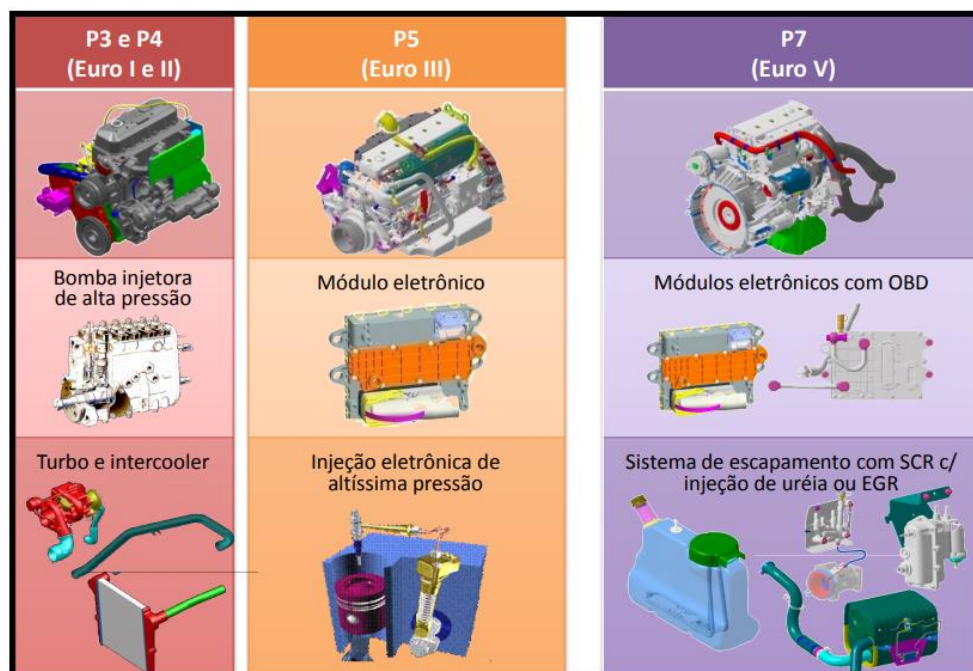 P3 e P4
(Euro I e II)
P5
(Euro III)
P7
(Euro V)
Bomba injetora
de alta pressão
Módulo eletrônico
Módulos eletrônicos com OBD
Turbo e intercooler
Injeção eletrônica de
altíssima pressão
Sistema de escapamento com SCR c/
injeção de uréia ou EGR